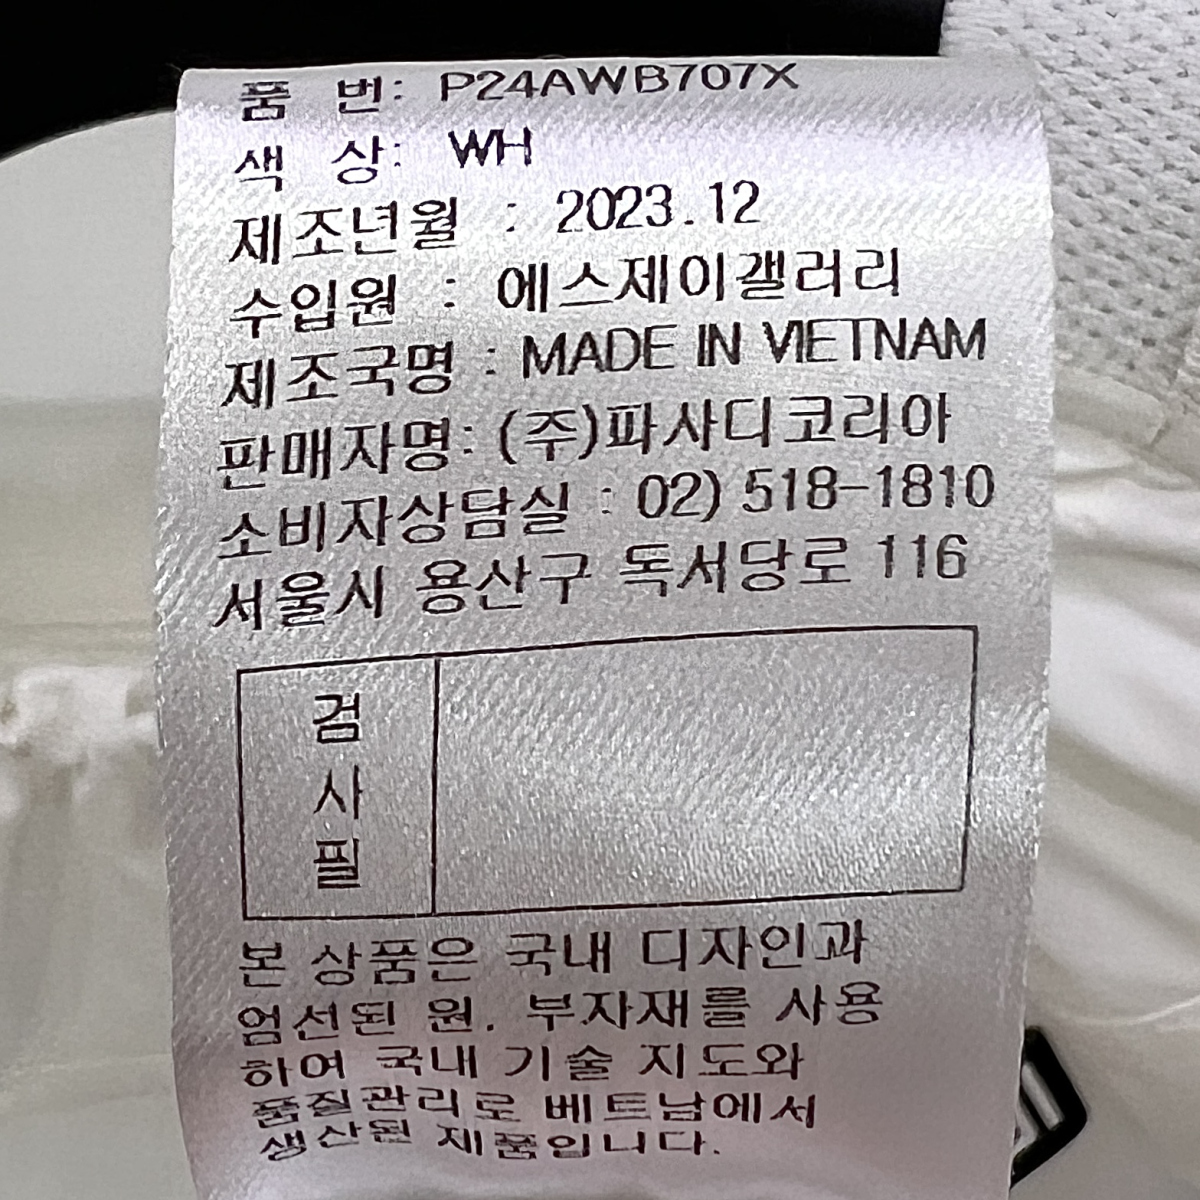 품 번: P24AWB707X
색 상: WH
제조년월 : 2023.12
수입원 : 에스제이갤러리
제조국명 : MADE IN VIETNAM
판매자명: (주)파사디코리아
소비자상담실 : 02) 518-1810
서울시 용산구 독서당로 116
검
사
필
본 상품은 국내 디자인과
엄선된 원. 부자재를 사용
하여 국내 기술 지도와
품질관리로 베트남에서
생산된 제품입니다.